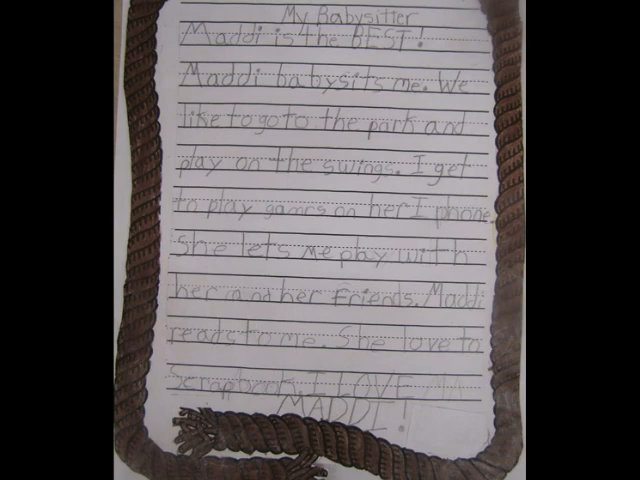 My Babysitter
Maddi is the BEST!
Maddi babysits me. We
like to go to the park and
play on the swings. I get
to play games on her I phone.
She lets me play with
her and her Friends. Maddi
reads to me. She love to
Scrapbook. I LOVE
MADDI!